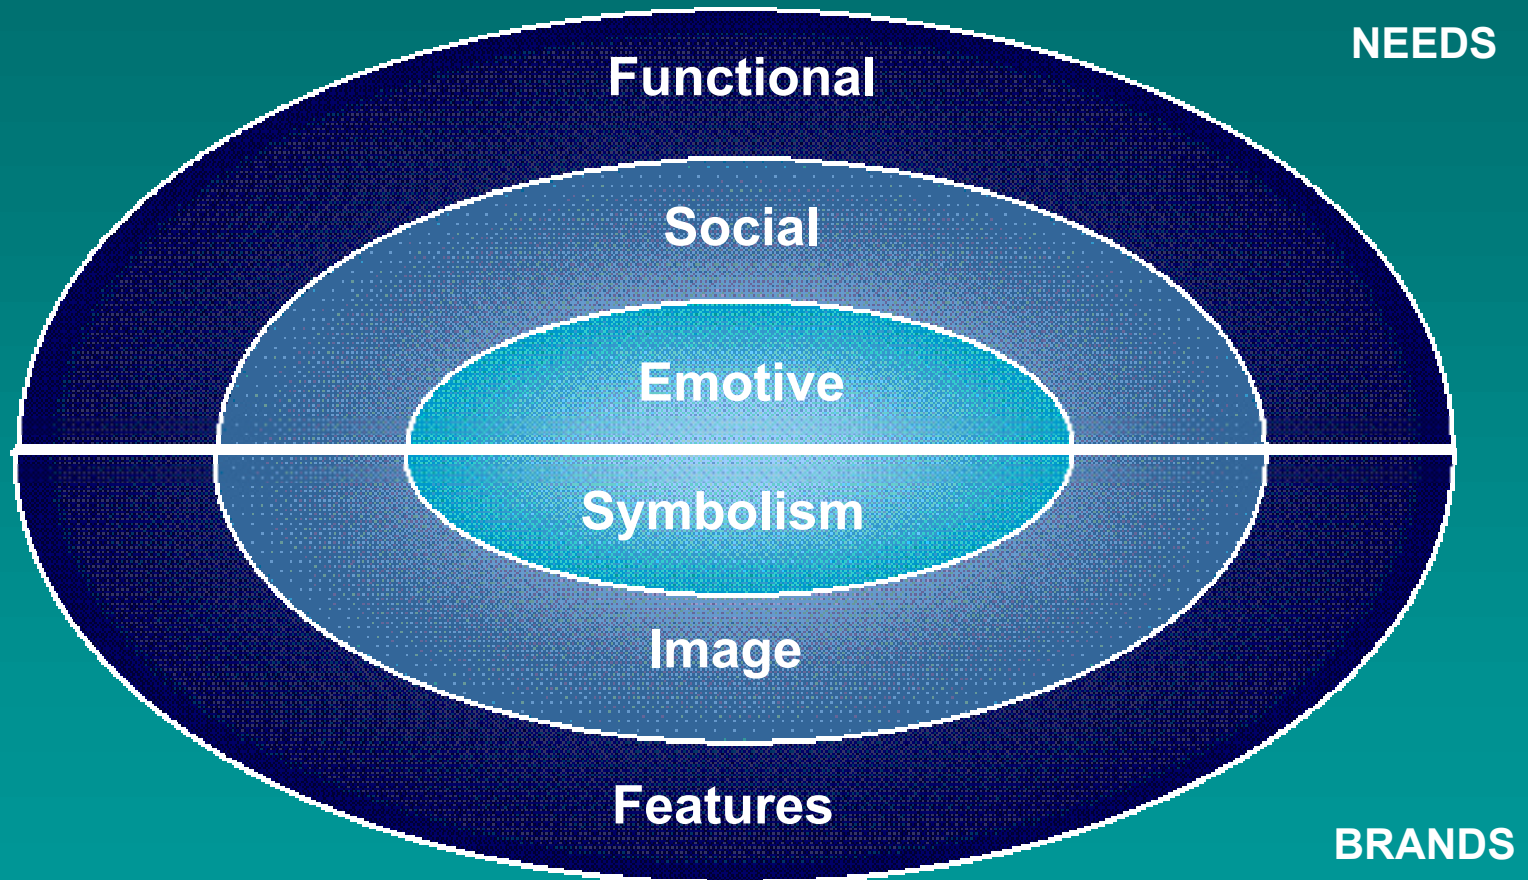 NEEDS
Functional
Social
Emotive
Symbolism
Image
Features
BRANDS